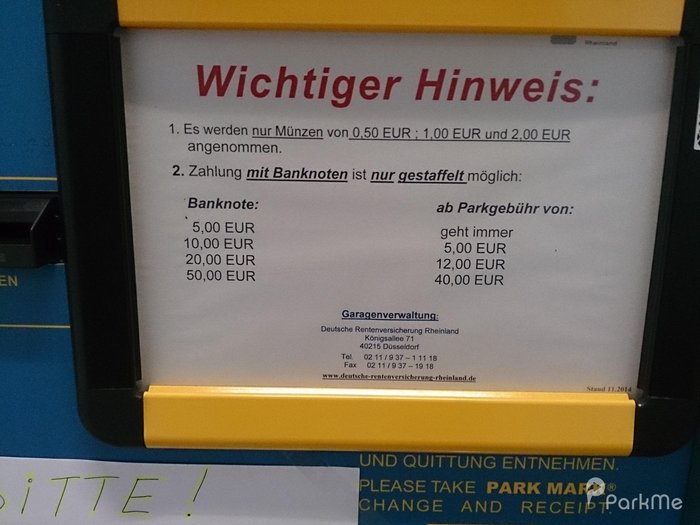 Rheinland
Wichtiger Hinweis:
1. Es werden nur Münzen von 0,50 EUR ; 1,00 EUR und 2,00 EUR
angenommen.
2. Zahlung mit Banknoten ist nur gestaffelt möglich:
Banknote: ab Parkgebühr von:
5,00 EUR geht immer
10,00 EUR 5,00 EUR
20,00 EUR 12,00 EUR
50,00 EUR 40,00 EUR
Garagenverwaltung:
Deutsche Rentenversicherung Rheinland
Königsallee 71
40215 Düsseldorf
Tel. 02 11 / 9 37 – 1 11 18
Fax 02 11 / 9 37 – 19 18
www.deutsche-rentenversicherung-rheinland.de
Stand 11.2014
EN
BITTE !
UND QUITTUNG ENTNEHMEN.
PLEASE TAKE PARK MARK®
CHANGE AND RECEIPT.
ParkMe